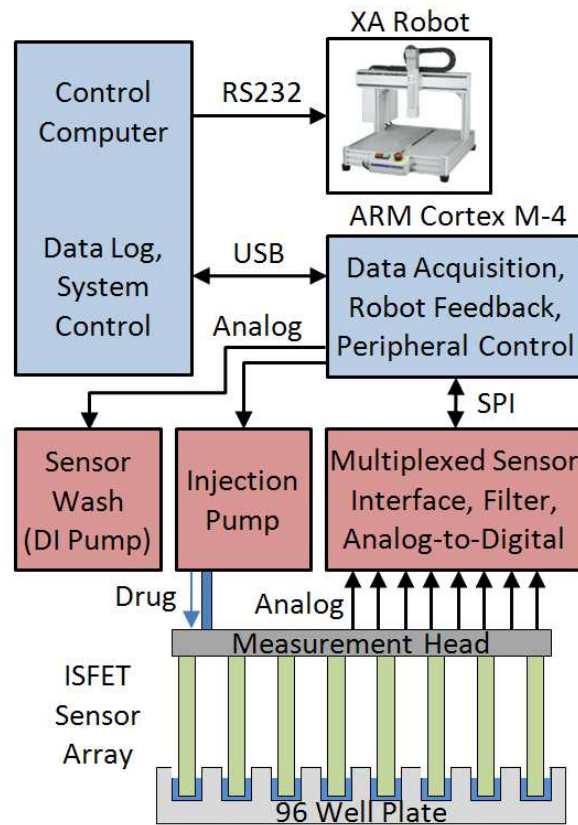 XA Robot
Control
Computer
RS232
ARM Cortex M-4
Data Log,
System
Control
USB
Data Acquisition,
Robot Feedback,
Peripheral Control
Analog
SPI
Sensor
Wash
(DI Pump)
Injection
Pump
Multiplexed Sensor
Interface, Filter,
Analog-to-Digital
Drug
Analog
Measurement Head
ISFET
Sensor
Array
96 Well Plate